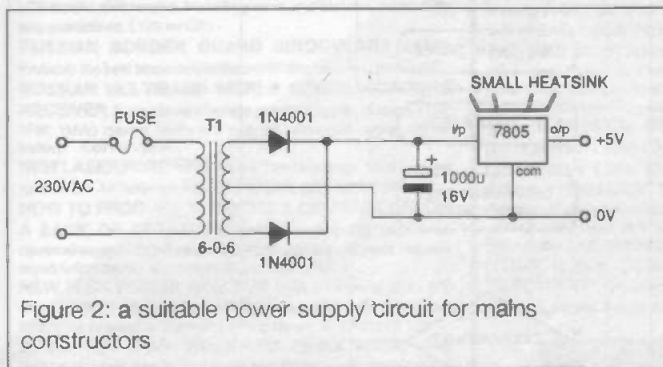 SMALL HEATSINK
FUSE
T1
1N4001
I/p
7805
o/p
+5V
+
com
230VAC
1000u
16V
0V
6-0-6
1N4001
Figure 2: a suitable power supply circuit for mains
constructors